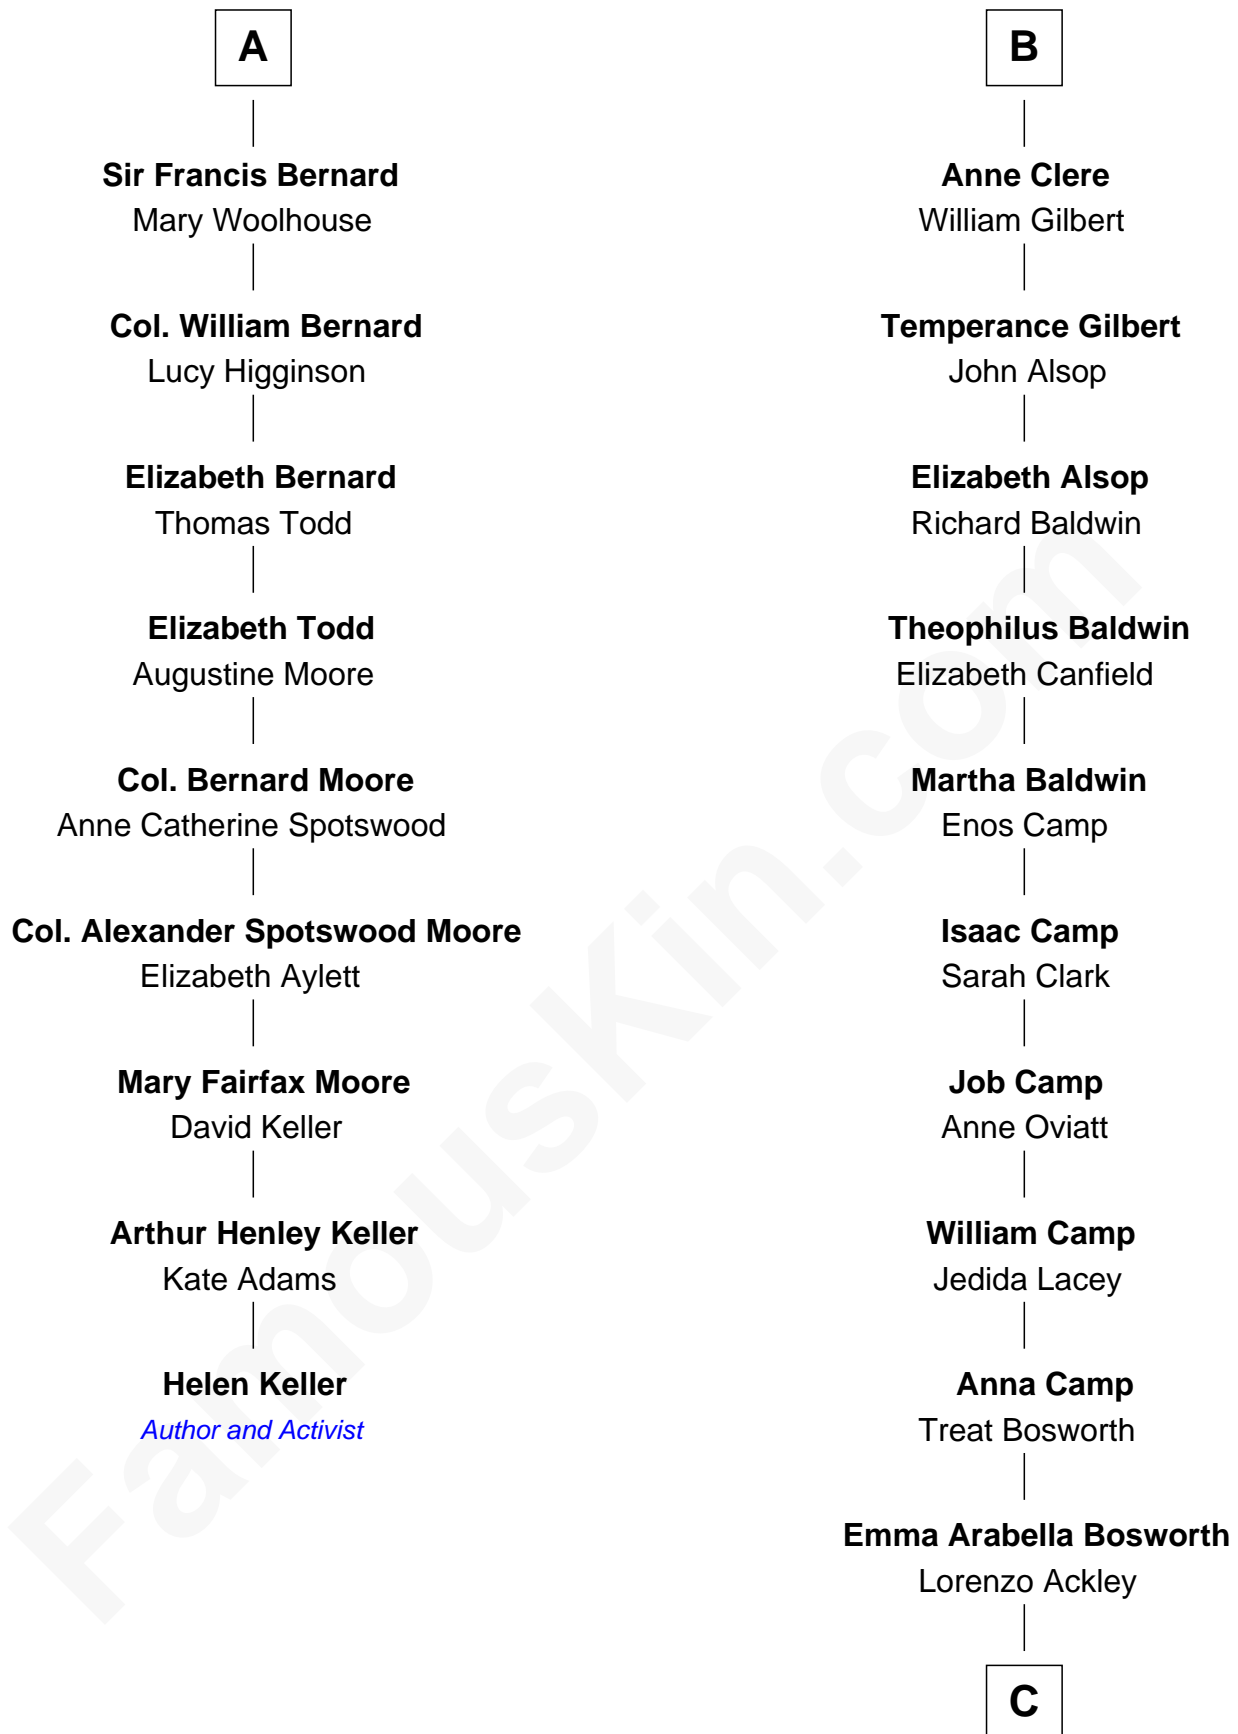 A
Sir Francis Bernard
Mary Woolhouse
Col. William Bernard
Lucy Higginson
Elizabeth Bernard
Thomas Todd
Elizabeth Todd
Augustine Moore
Col. Bernard Moore
Anne Catherine Spotswood
Col. Alexander Spotswood Moore
Elizabeth Aylett
Mary Fairfax Moore
David Keller
Arthur Henley Keller
Kate Adams
Helen Keller
Author and Activist
B
Anne Clere
William Gilbert
Temperance Gilbert
John Alsop
Elizabeth Alsop
Richard Baldwin
Theophilus Baldwin
Elizabeth Canfield
Martha Baldwin
Enos Camp
Isaac Camp
Sarah Clark
Job Camp
Anne Oviatt
William Camp
Jedida Lacey
Anna Camp
Treat Bosworth
Emma Arabella Bosworth
Lorenzo Ackley
C
FamousKin.com